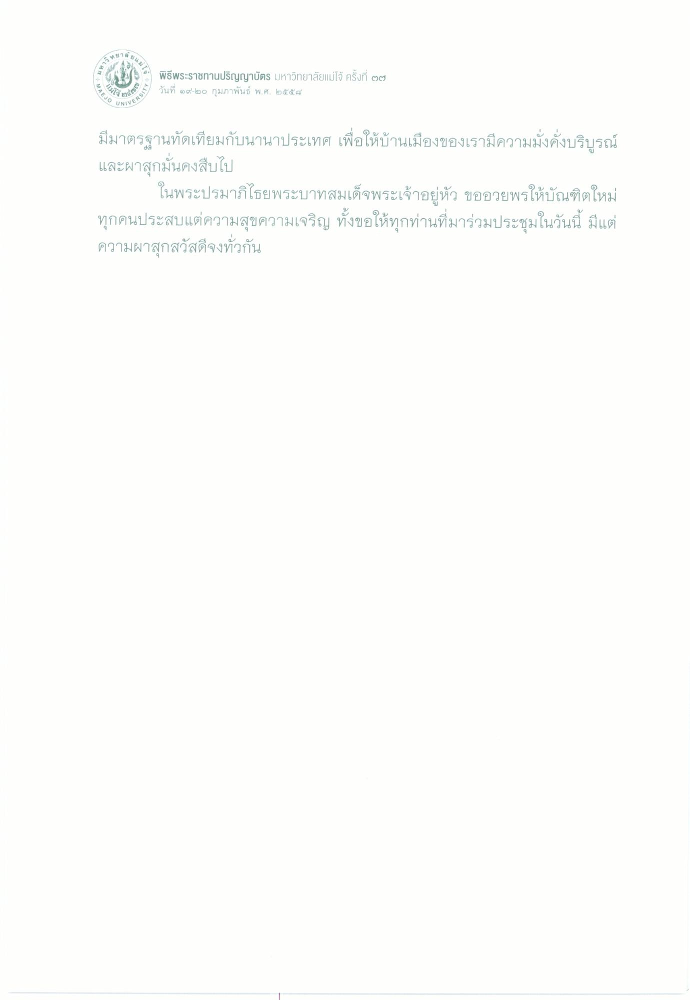 มหาวิทยาลัยแม่โจ้
แม่โจ้ ๒๔๗๗
MAEJO UNIVERSITY
พิธีพระราชทานปริญญาบัตร มหาวิทยาลัยแม่โจ้ ครั้งที่ ๓๗
วันที่ ๑๙-๒๐ กุมภาพันธ์ พ.ศ. ๒๕๕๘
มีมาตรฐานทัดเทียมกับนานาประเทศ เพื่อให้บ้านเมืองของเรามีความมั่งคั่งบริบูรณ์
และผาสุกมั่นคงสืบไป
ในพระปรมาภิไธยพระบาทสมเด็จพระเจ้าอยู่หัว ขออวยพรให้บัณฑิตใหม่
ทุกคนประสบแต่ความสุขความเจริญ ทั้งขอให้ทุกท่านที่มาร่วมประชุมในวันนี้ มีแต่
ความผาสุกสวัสดีจงทั่วกัน